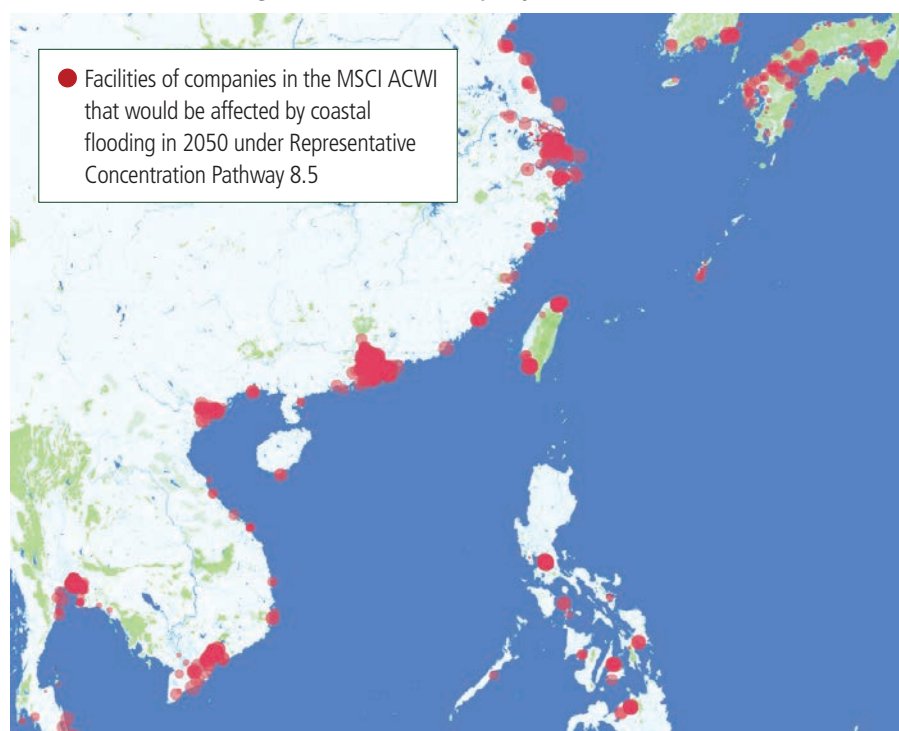 Facilities of companies in the MSCI ACWI
that would be affected by coastal
flooding in 2050 under Representative
Concentration Pathway 8.5